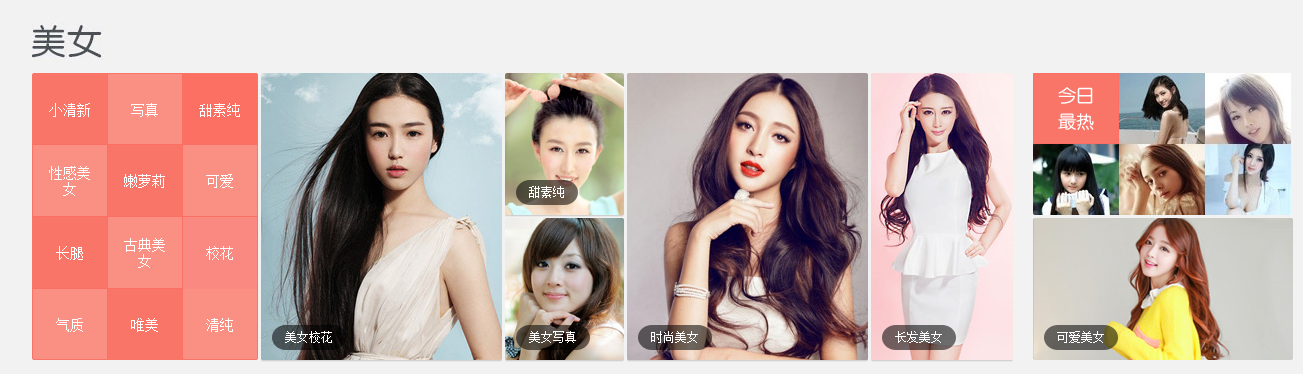 美女
小清新
写真
甜素纯
性感美
女
嫩萝莉
可爱
长腿
古典美
女
校花
气质
唯美
清纯
美女校花
甜素纯
美女写真
时尚美女
长发美女
今日
最热
可爱美女